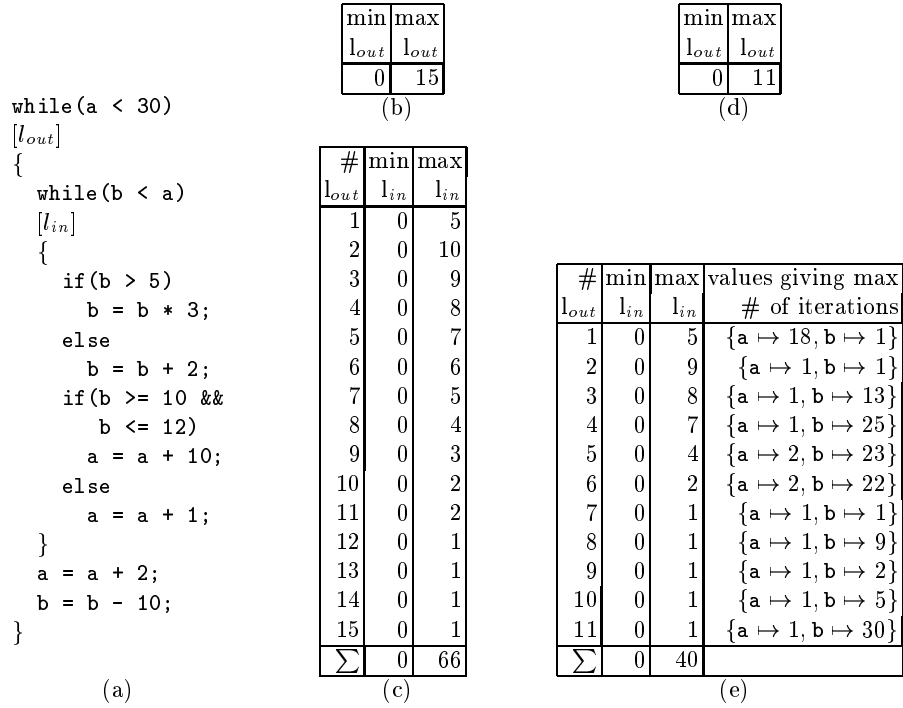 while(a < 30)
[l_out]
{
while(b < a)
[l_in]
{
if(b > 5)
b = b * 3;
else
b = b + 2;
if(b >= 10 &&
b <= 12)
a = a + 10;
else
a = a + 1;
}
a = a + 2;
b = b - 10;
}
(a)
min max
l_out l_out
0 15
(b)
# min max
l_out l_in l_in
1 0 5
2 0 10
3 0 9
4 0 8
5 0 7
6 0 6
7 0 5
8 0 4
9 0 3
10 0 2
11 0 2
12 0 1
13 0 1
14 0 1
15 0 1
∑ 0 66
(c)
min max
l_out l_out
0 11
(d)
# min max values giving max
l_out l_in l_in # of iterations
1 0 5 {a ↦ 18, b ↦ 1}
2 0 9 {a ↦ 1, b ↦ 1}
3 0 8 {a ↦ 1, b ↦ 13}
4 0 7 {a ↦ 1, b ↦ 25}
5 0 4 {a ↦ 2, b ↦ 23}
6 0 2 {a ↦ 2, b ↦ 22}
7 0 1 {a ↦ 1, b ↦ 1}
8 0 1 {a ↦ 1, b ↦ 9}
9 0 1 {a ↦ 1, b ↦ 2}
10 0 1 {a ↦ 1, b ↦ 5}
11 0 1 {a ↦ 1, b ↦ 30}
∑ 0 40
(e)